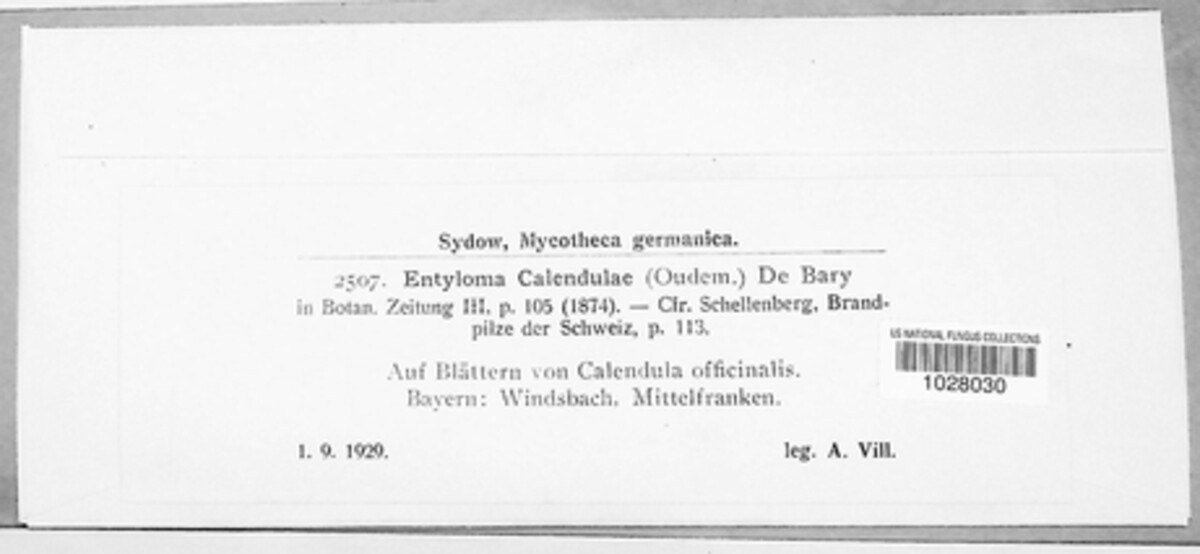 Sydow, Mycotheca germanica.
2507. Entyloma Calendulae (Oudem.) De Bary
in Botan. Zeitung III, p. 105 (1874). — Cfr. Schellenberg, Brand-
pilze der Schweiz, p. 113.
Auf Blättern von Calendula officinalis.
Bayern: Windsbach, Mittelfranken.
1. 9. 1929.
leg. A. Vill.
US NATIONAL FUNGUS COLLECTIONS
1028030